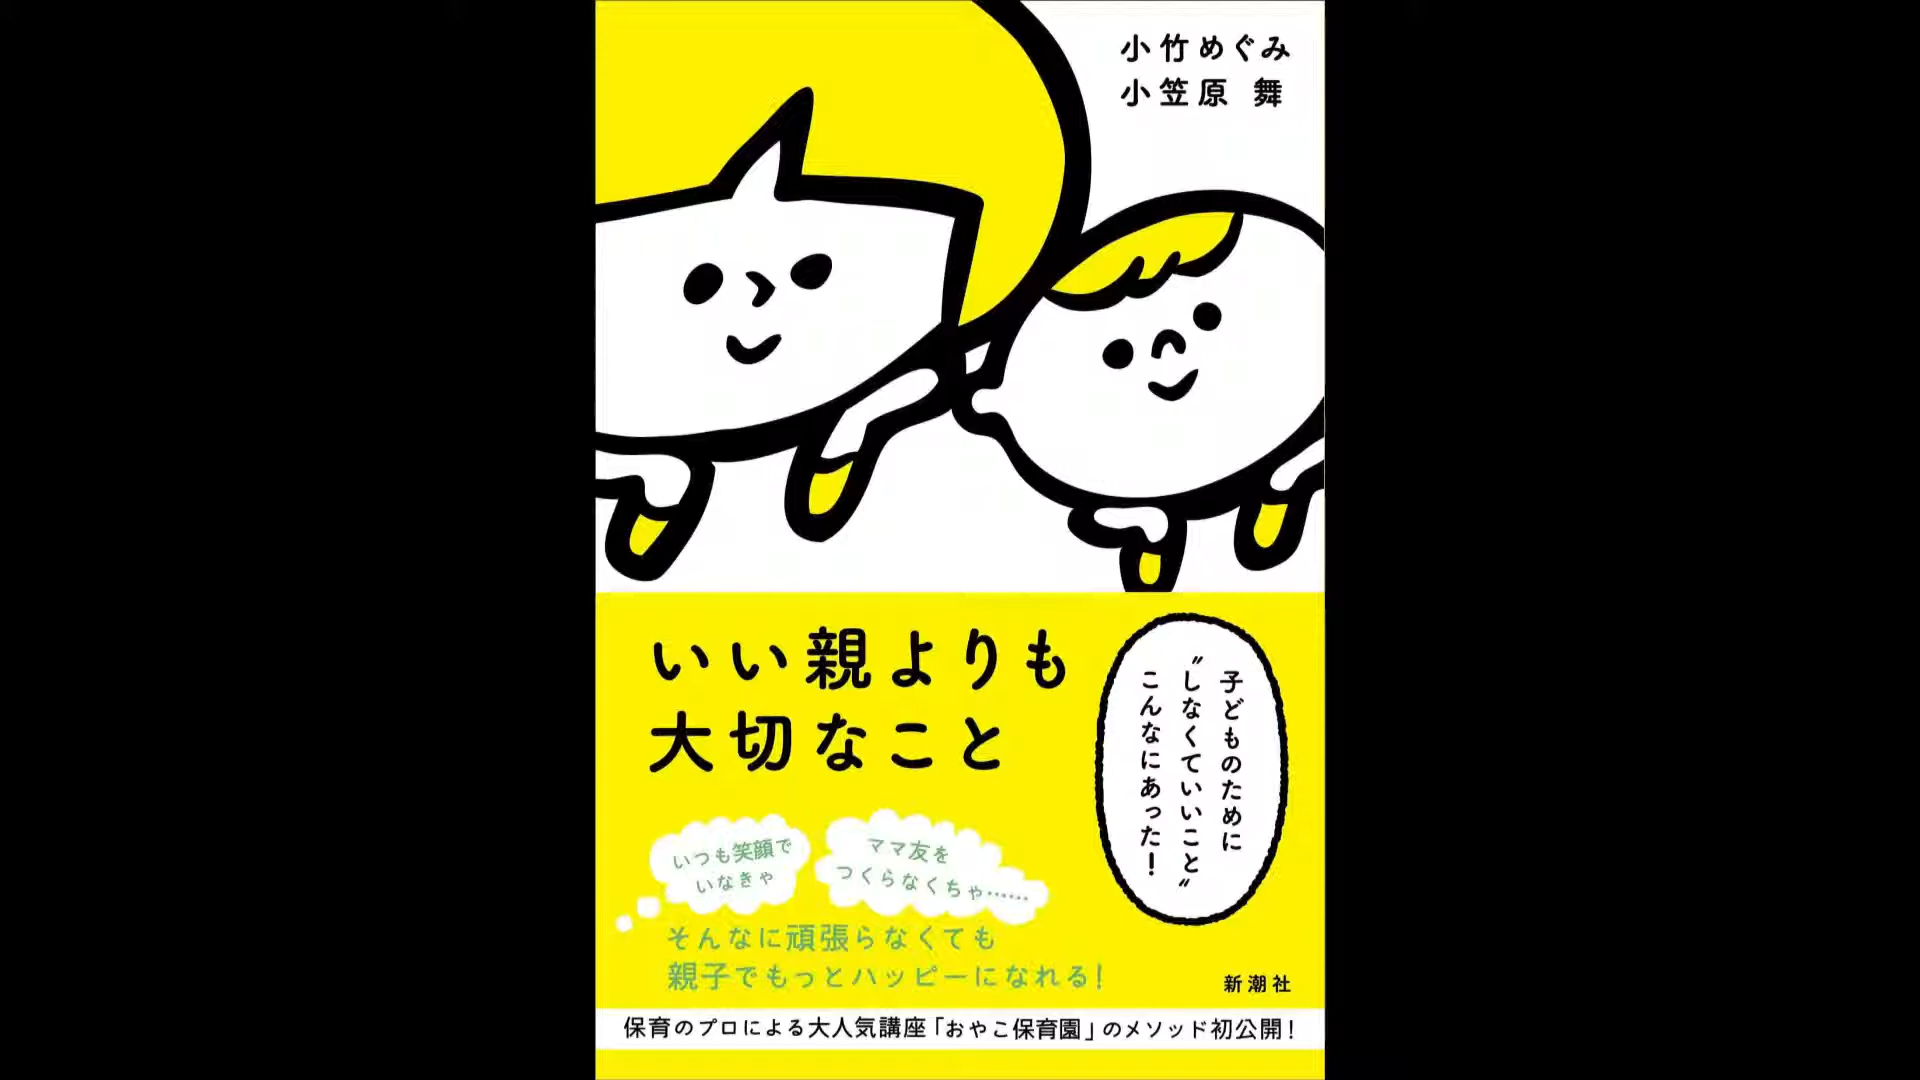 小竹めぐみ
小笠原 舞
いい親よりも
大切なこと
子どものために
"しなくていいこと"
こんなにあった!
いつも笑顔で
いなきゃ
ママ友を
つくらなくちゃ……
そんなに頑張らなくても
親子でもっとハッピーになれる!
新潮社
保育のプロによる大人気講座「おやこ保育園」のメソッド初公開!